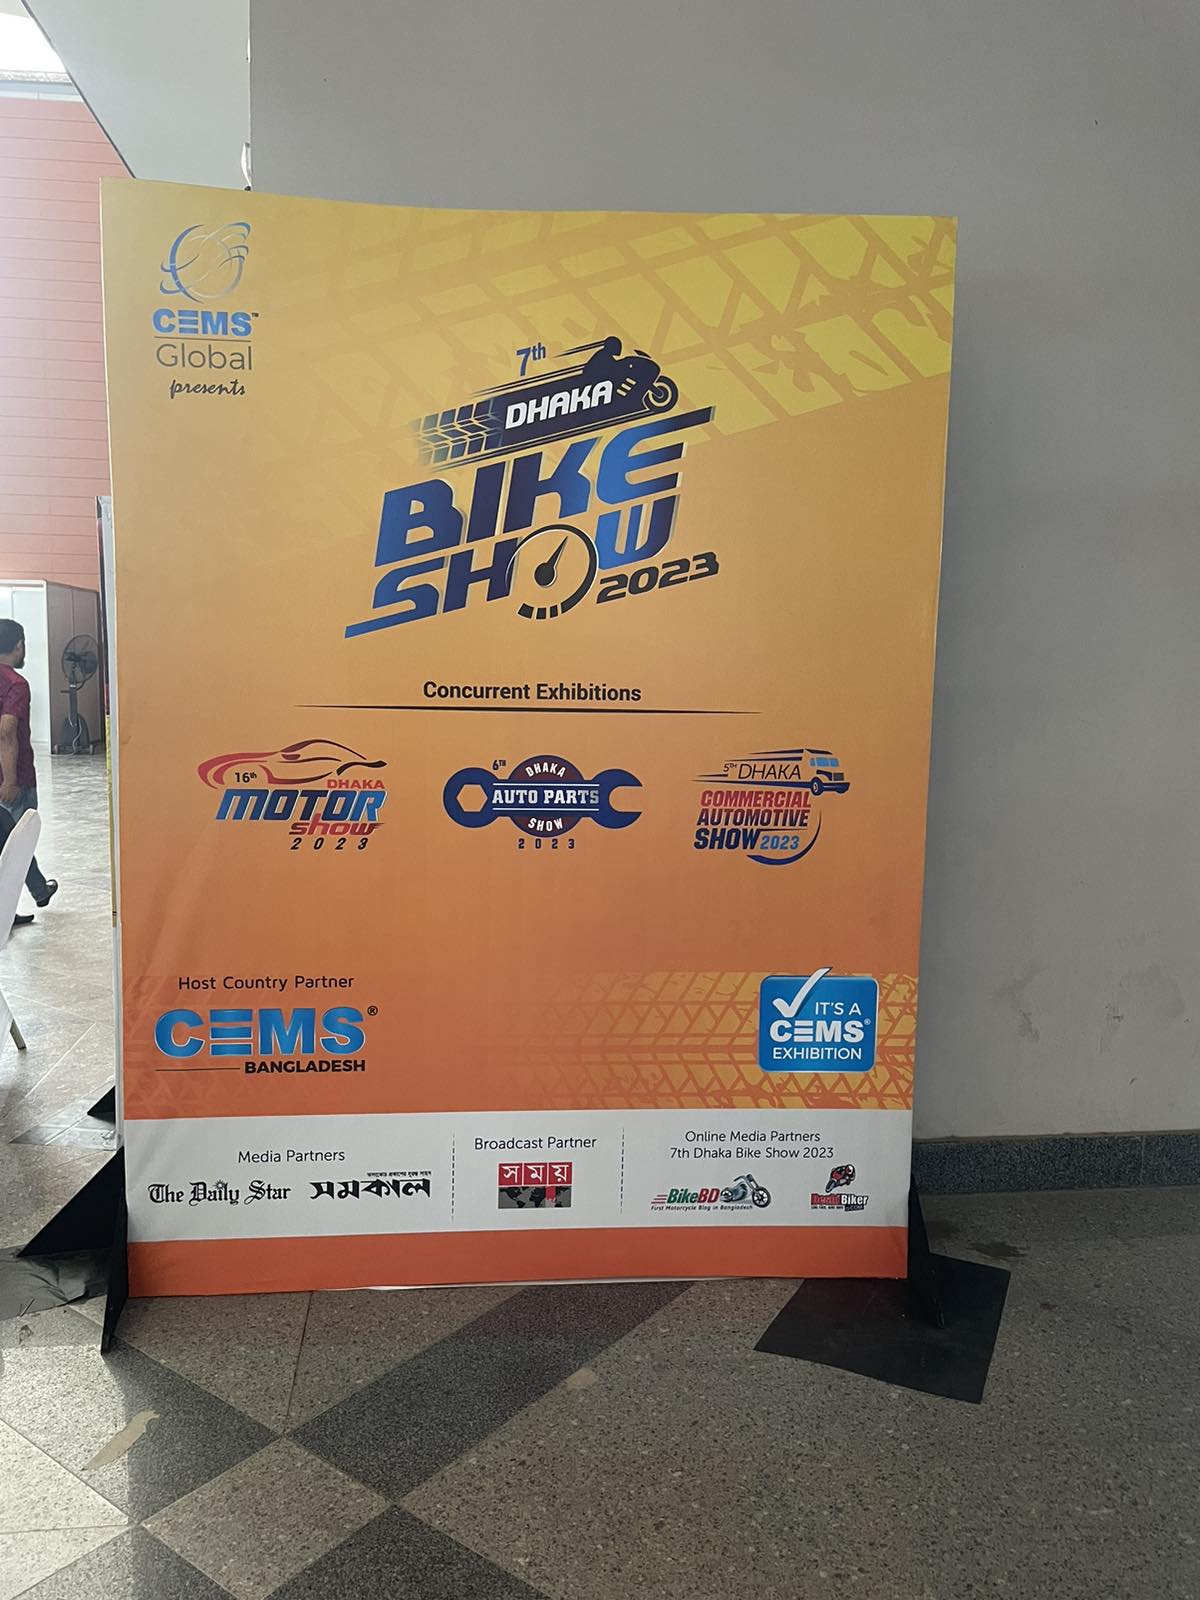 CEMS™
Global
presents
7th
DHAKA
BIKE
SHOW
2023
Concurrent Exhibitions
16th
DHAKA
MOTOR
show
2023
6TH
DHAKA
AUTO PARTS
SHOW
2023
5TH DHAKA
COMMERCIAL
AUTOMOTIVE
SHOW 2023
Host Country Partner
CEMS®
BANGLADESH
IT'S A
CEMS®
EXHIBITION
Media Partners
The Daily Star
সমকাল
Broadcast Partner
সময়
Online Media Partners
7th Dhaka Bike Show 2023
BikeBD
First Motorcycle Blog in Bangladesh
DeshiBiker
.COM